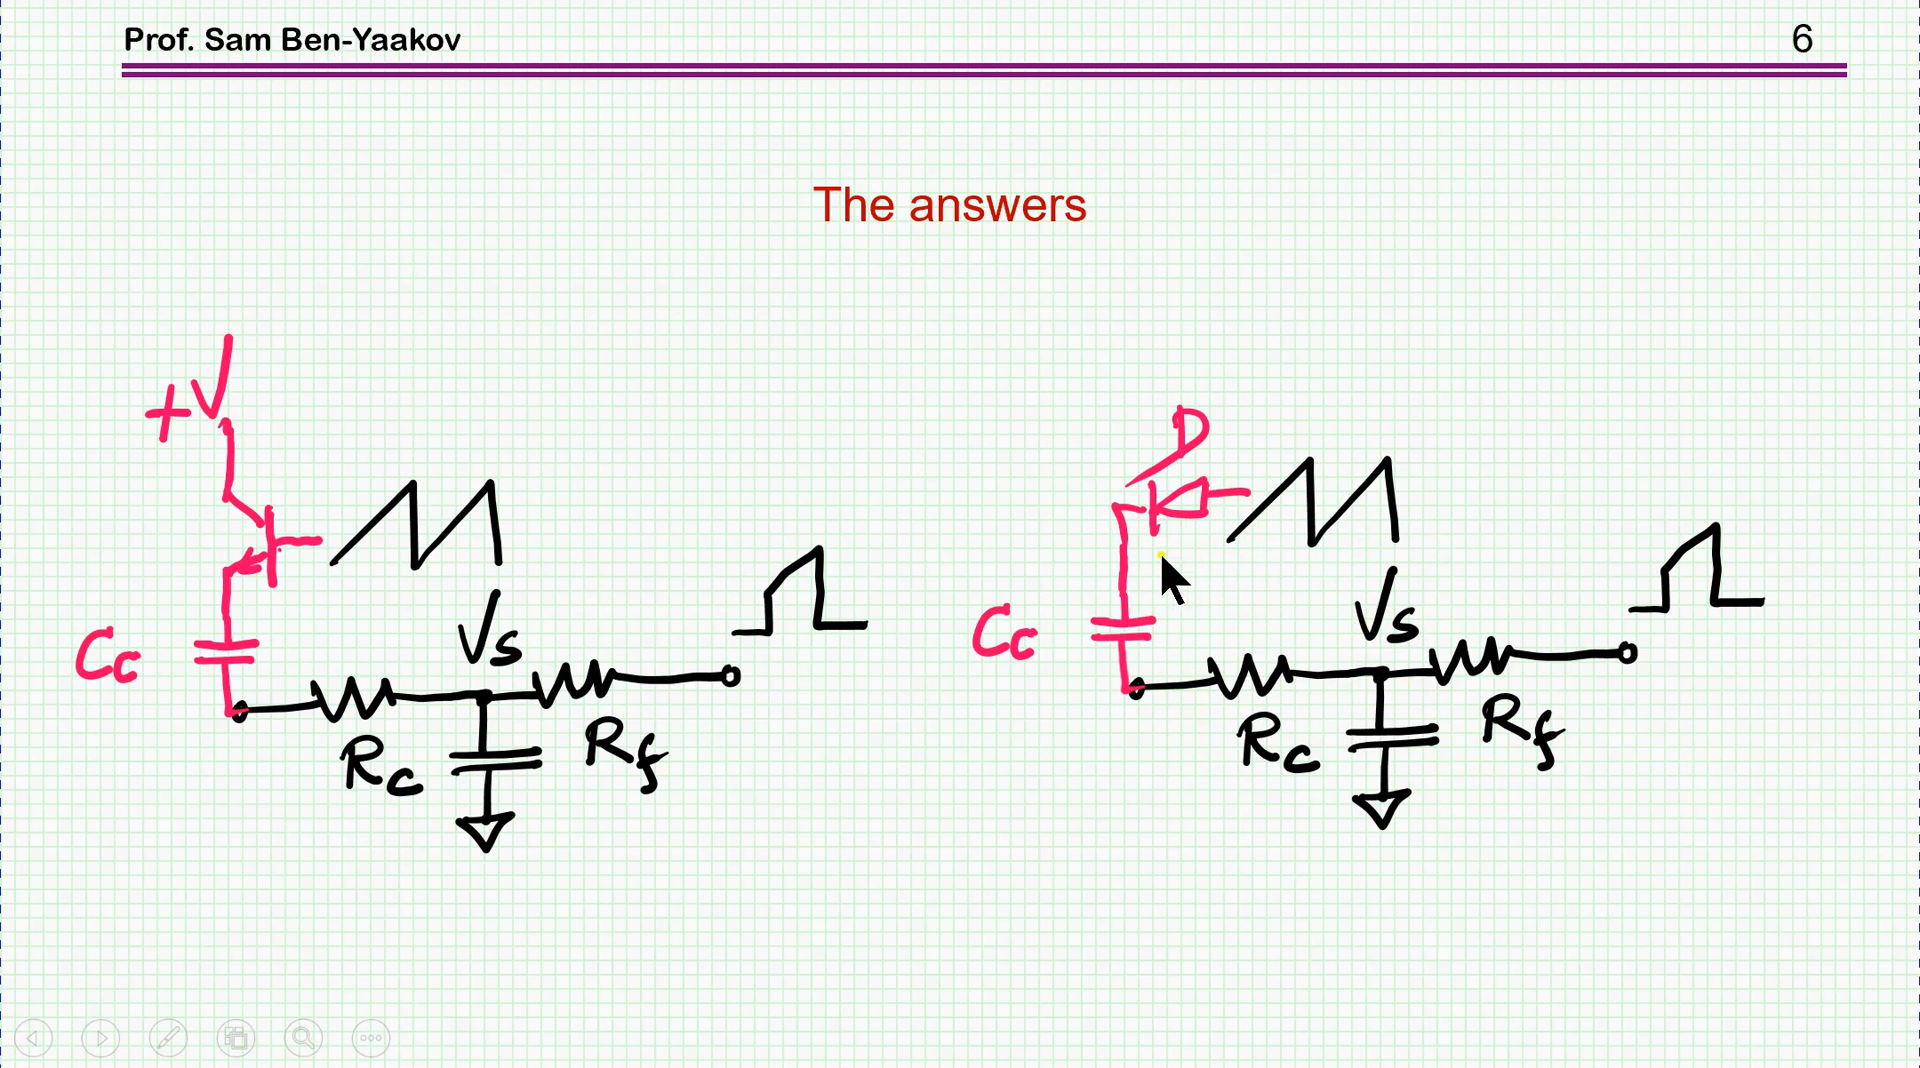 Prof. Sam Ben-Yaakov
6
The answers
+V
Cc
Vs
Rc
Rf
D
Cc
Vs
Rc
Rf